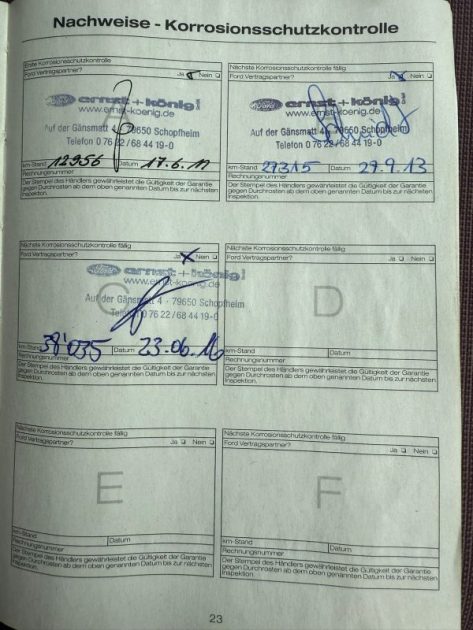 Nachweise - Korrosionsschutzkontrolle
Erste Korrosionsschutzkontrolle
Ford Vertragspartner? Ja Nein
Ford ernst+könig
www.ernst-koenig.de
Auf der Gänsmatt 4 · 79650 Schopfheim
Telefon 0 76 22 / 68 44 19-0
km-Stand 12956 Datum 17.6.11
Rechnungsnummer
Der Stempel des Händlers gewährleistet die Gültigkeit der Garantie
gegen Durchrosten ab dem oben genannten Datum bis zur nächsten
Inspektion.
Nächste Korrosionsschutzkontrolle fällig
Ford Vertragspartner? Ja Nein
Ford ernst+könig
www.ernst-koenig.de
Auf der Gänsmatt 4 · 79650 Schopfheim
Telefon 0 76 22 / 68 44 19-0
km-Stand 27315 Datum
Rechnungsnummer
Der Stempel des Händlers gewährleistet die Gültigkeit der Garantie
gegen Durchrosten ab dem oben genannten Datum bis zur nächsten
Inspektion.
Nächste Korrosionsschutzkontrolle fällig
Ford Vertragspartner? Ja Nein
Ford ernst+könig
www.ernst-koenig.de
C
Auf der Gänsmatt 4 · 79650 Schopfheim
Telefon 0 76 22 / 68 44 19-0
km-Stand 39035 Datum 23.06.16
Rechnungsnummer
Der Stempel des Händlers gewährleistet die Gültigkeit der Garantie
gegen Durchrosten ab dem oben genannten Datum bis zur nächsten
Inspektion.
Nächste Korrosionsschutzkontrolle fällig
Ford Vertragspartner? Ja Nein
D
km-Stand Datum
Rechnungsnummer
Der Stempel des Händlers gewährleistet die Gültigkeit der Garantie
gegen Durchrosten ab dem oben genannten Datum bis zur nächsten
Inspektion.
Nächste Korrosionsschutzkontrolle fällig
Ford Vertragspartner? Ja Nein
E
km-Stand Datum
Rechnungsnummer
Der Stempel des Händlers gewährleistet die Gültigkeit der Garantie
gegen Durchrosten ab dem oben genannten Datum bis zur nächsten
Inspektion.
Nächste Korrosionsschutzkontrolle fällig
Ford Vertragspartner? Ja Nein
F
km-Stand Datum
Rechnungsnummer
Der Stempel des Händlers gewährleistet die Gültigkeit der Garantie
gegen Durchrosten ab dem oben genannten Datum bis zur nächsten
Inspektion.
23